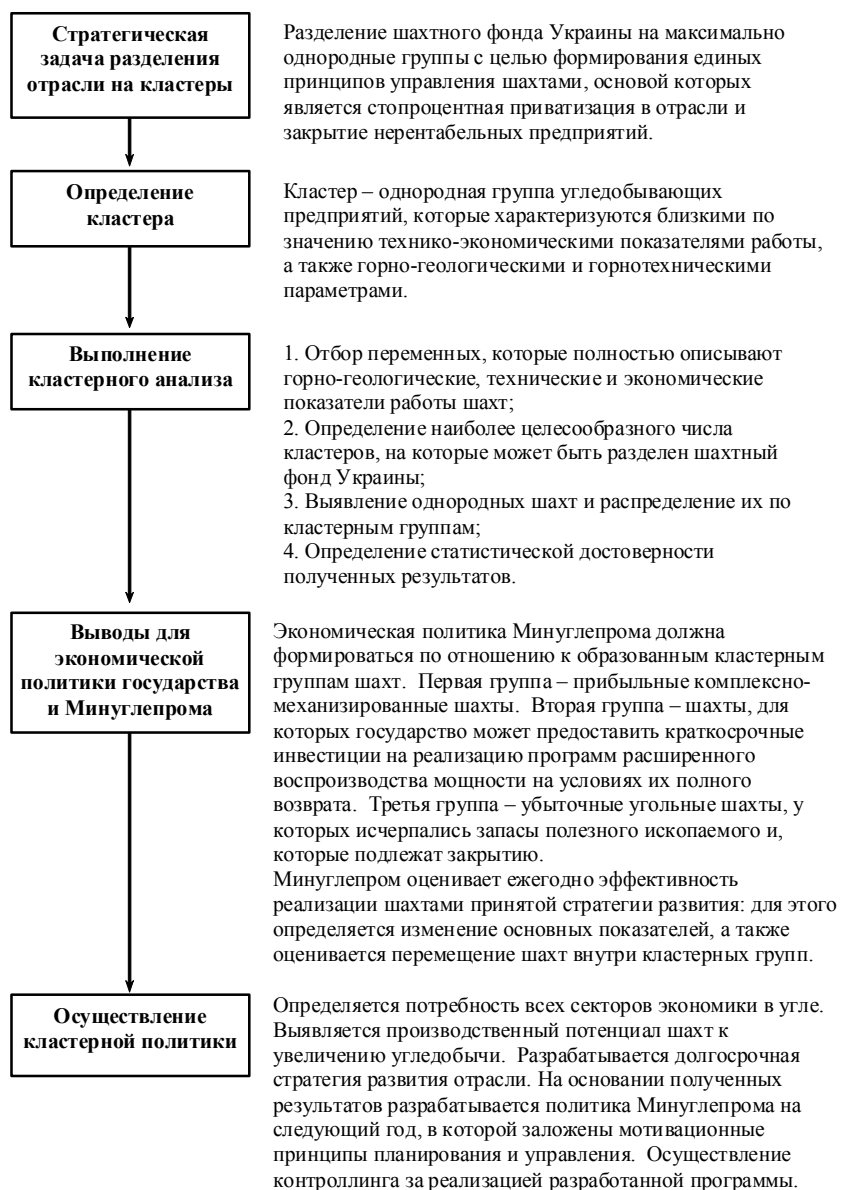 Стратегическая
задача разделения
отрасли на кластеры
Разделение шахтного фонда Украины на максимально
однородные группы с целью формирования единых
принципов управления шахтами, основой которых
является стопроцентная приватизация в отрасли и
закрытие нерентабельных предприятий.
Определение
кластера
Кластер – однородная группа угледобывающих
предприятий, которые характеризуются близкими по
значению технико-экономическими показателями работы,
а также горно-геологическими и горнотехническими
параметрами.
Выполнение
кластерного анализа
1. Отбор переменных, которые полностью описывают
горно-геологические, технические и экономические
показатели работы шахт;
2. Определение наиболее целесообразного числа
кластеров, на которые может быть разделен шахтный
фонд Украины;
3. Выявление однородных шахт и распределение их по
кластерным группам;
4. Определение статистической достоверности
полученных результатов.
Выводы для
экономической
политики государства
и Минуглепрома
Экономическая политика Минуглепрома должна
формироваться по отношению к образованным кластерным
группам шахт. Первая группа – прибыльные комплексно-
механизированные шахты. Вторая группа – шахты, для
которых государство может предоставить краткосрочные
инвестиции на реализацию программ расширенного
воспроизводства мощности на условиях их полного
возврата. Третья группа – убыточные угольные шахты, у
которых исчерпались запасы полезного ископаемого и,
которые подлежат закрытию.
Минуглепром оценивает ежегодно эффективность
реализации шахтами принятой стратегии развития: для этого
определяется изменение основных показателей, а также
оценивается перемещение шахт внутри кластерных групп.
Осуществление
кластерной политики
Определяется потребность всех секторов экономики в угле.
Выявляется производственный потенциал шахт к
увеличению угледобычи. Разрабатывается долгосрочная
стратегия развития отрасли. На основании полученных
результатов разрабатывается политика Минуглепрома на
следующий год, в которой заложены мотивационные
принципы планирования и управления. Осуществление
контроллинга за реализацией разработанной программы.